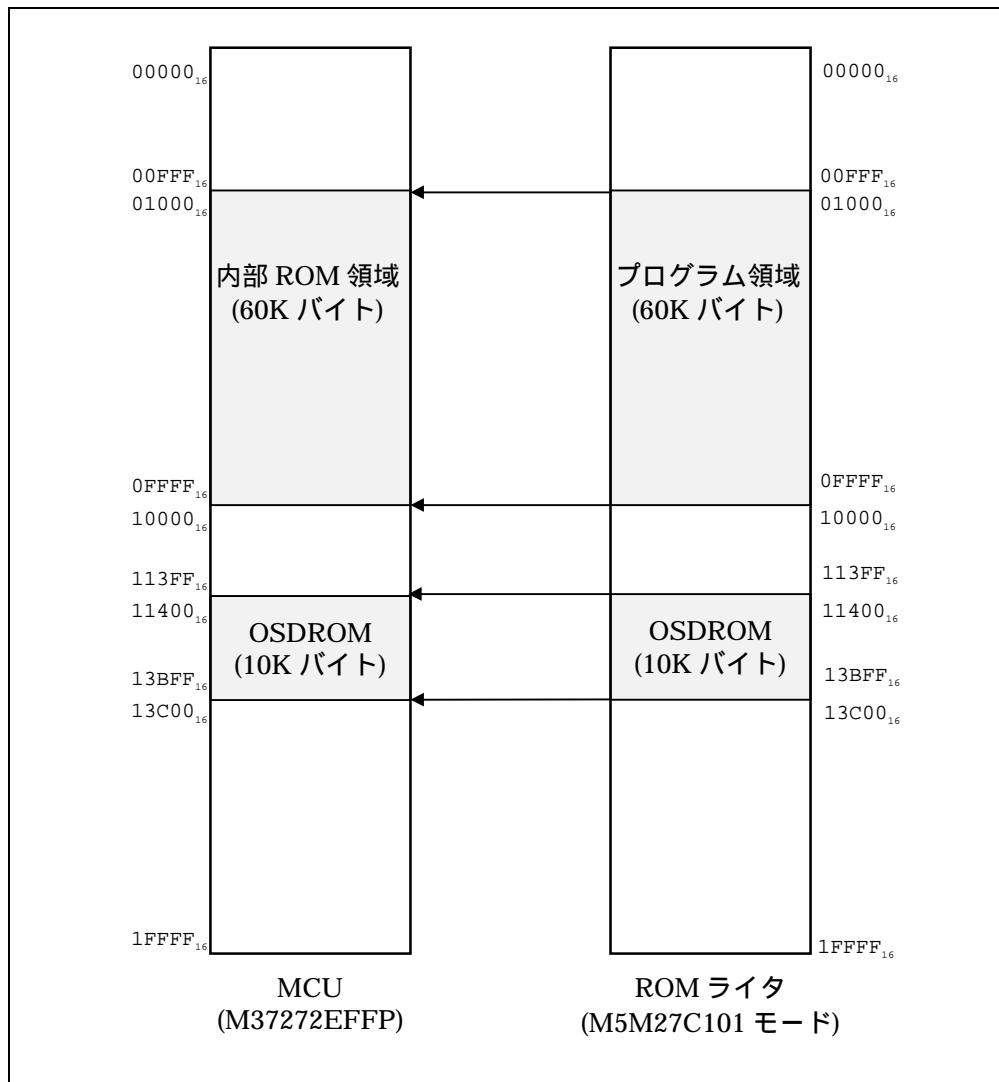 00000₁₆ 00000₁₆
00FFF₁₆ 00FFF₁₆
01000₁₆ 01000₁₆
内部 ROM 領域 プログラム領域
(60K バイト) (60K バイト)
0FFFF₁₆ 0FFFF₁₆
10000₁₆ 10000₁₆
113FF₁₆ 113FF₁₆
11400₁₆ 11400₁₆
OSDROM OSDROM
(10K バイト) (10K バイト)
13BFF₁₆ 13BFF₁₆
13C00₁₆ 13C00₁₆
1FFFF₁₆ 1FFFF₁₆
MCU ROM ライタ
(M37272EFFP) (M5M27C101 モード)